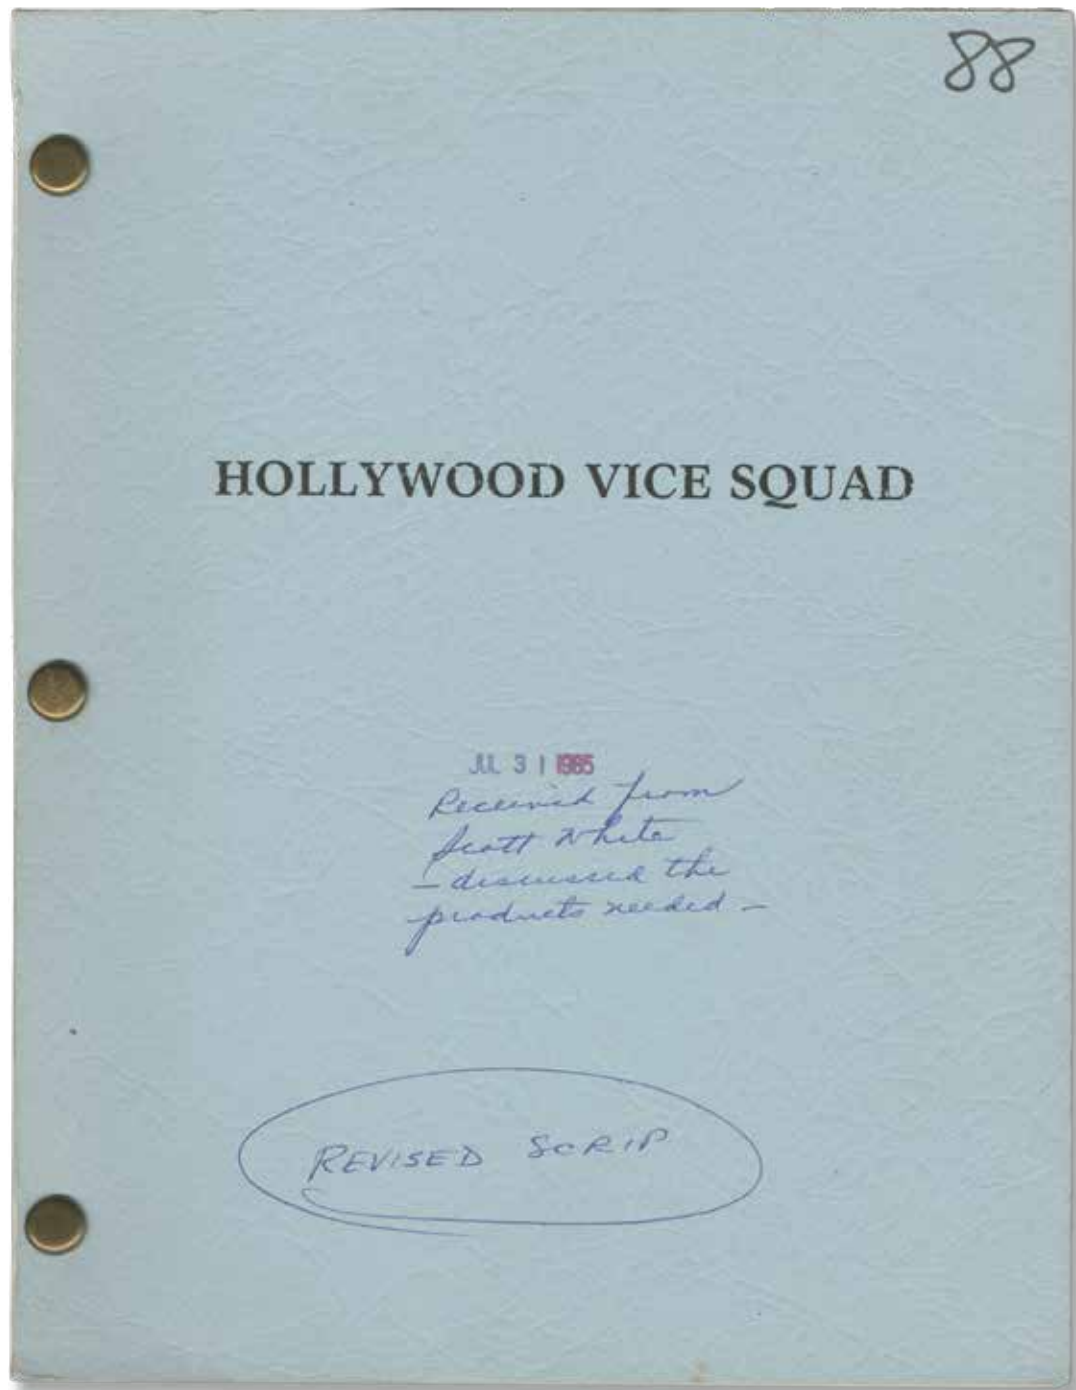 88
HOLLYWOOD VICE SQUAD
JUL 31 1985
Received from
Scott White
- discussed the
products needed -
REVISED SCRIP